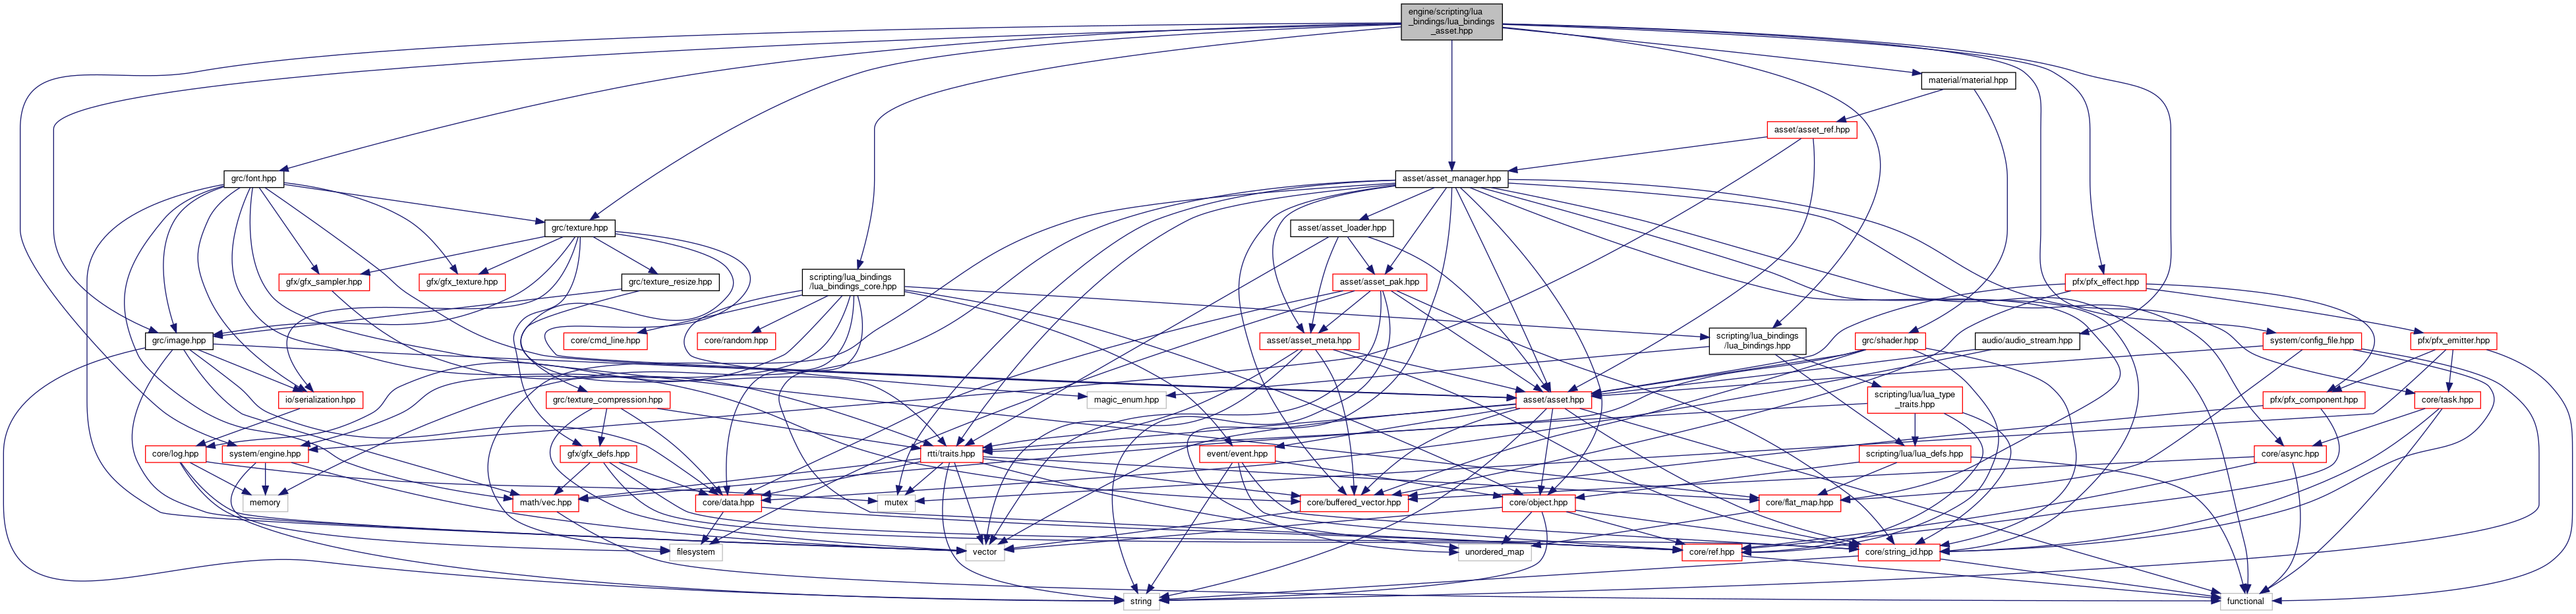 engine/scripting/lua
_bindings/lua_bindings
_asset.hpp
material/material.hpp
asset/asset_ref.hpp
grc/font.hpp
asset/asset_manager.hpp
grc/texture.hpp
asset/asset_loader.hpp
gfx/gfx_sampler.hpp
gfx/gfx_texture.hpp
grc/texture_resize.hpp
scripting/lua_bindings
/lua_bindings_core.hpp
asset/asset_pak.hpp
pfx/pfx_effect.hpp
grc/image.hpp
core/cmd_line.hpp
core/random.hpp
asset/asset_meta.hpp
scripting/lua_bindings
/lua_bindings.hpp
grc/shader.hpp
audio/audio_stream.hpp
system/config_file.hpp
pfx/pfx_emitter.hpp
io/serialization.hpp
grc/texture_compression.hpp
magic_enum.hpp
asset/asset.hpp
scripting/lua/lua_type
_traits.hpp
pfx/pfx_component.hpp
core/task.hpp
core/log.hpp
system/engine.hpp
gfx/gfx_defs.hpp
rtti/traits.hpp
event/event.hpp
scripting/lua/lua_defs.hpp
core/async.hpp
memory
math/vec.hpp
core/data.hpp
mutex
core/buffered_vector.hpp
core/object.hpp
core/flat_map.hpp
filesystem
vector
unordered_map
core/ref.hpp
core/string_id.hpp
string
functional